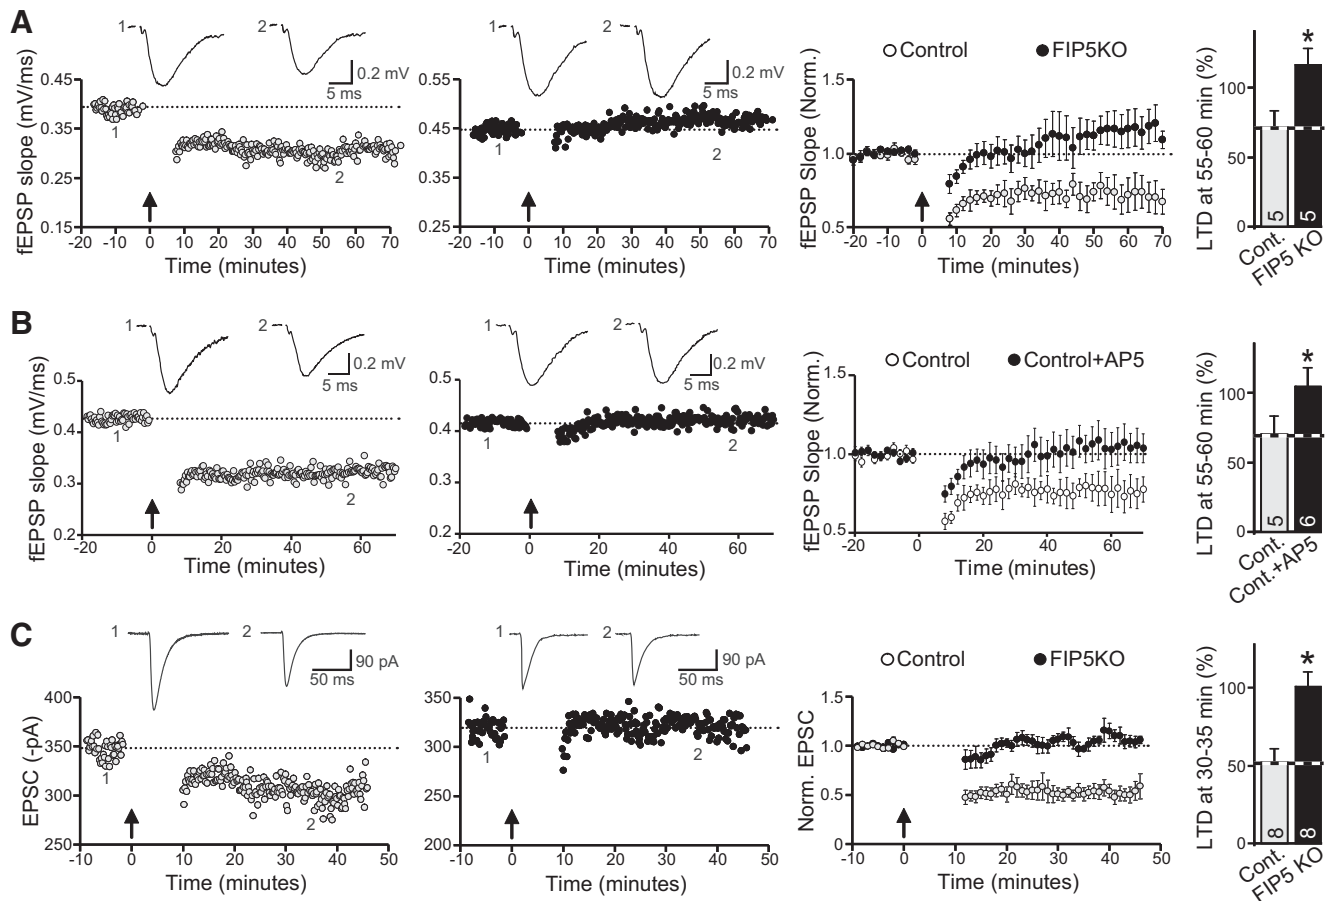 A
1
2
0.2 mV
5 ms
fEPSP slope (mV/ms)
0.45
0.35
0.25
0.15
1
2
-20 -10 0 10 20 30 40 50 60 70
Time (minutes)
1
2
0.2 mV
5 ms
0.55
0.45
0.35
0.25
1
2
-20 -10 0 10 20 30 40 50 60 70
Time (minutes)
Control FIP5KO
fEPSP Slope (Norm.)
1.5
1.0
0.5
-20 -10 0 10 20 30 40 50 60 70
Time (minutes)
LTD at 55-60 min (%)
100
50
0
*
5 5
Cont.
FIP5 KO
B
1
2
0.2 mV
5 ms
fEPSP slope (mV/ms)
0.5
0.4
0.3
0.2
1
2
-20 0 20 40 60
Time (minutes)
1
2
0.2 mV
5 ms
0.5
0.4
0.3
0.2
1
2
-20 0 20 40 60
Time (minutes)
Control Control+AP5
fEPSP Slope (Norm.)
1.5
1.0
0.5
-20 0 20 40 60
Time (minutes)
LTD at 55-60 min (%)
100
50
0
*
5 6
Cont.
Cont.+AP5
C
1
2
90 pA
50 ms
EPSC (-pA)
400
350
300
250
1
2
-10 0 10 20 30 40 50
Time (minutes)
1
2
90 pA
50 ms
350
300
250
200
1
2
-10 0 10 20 30 40 50
Time (minutes)
Control FIP5KO
Norm. EPSC
1.5
1.0
0.5
0
-10 0 10 20 30 40 50
Time (minutes)
LTD at 30-35 min (%)
100
50
0
*
8 8
Cont.
FIP5 KO